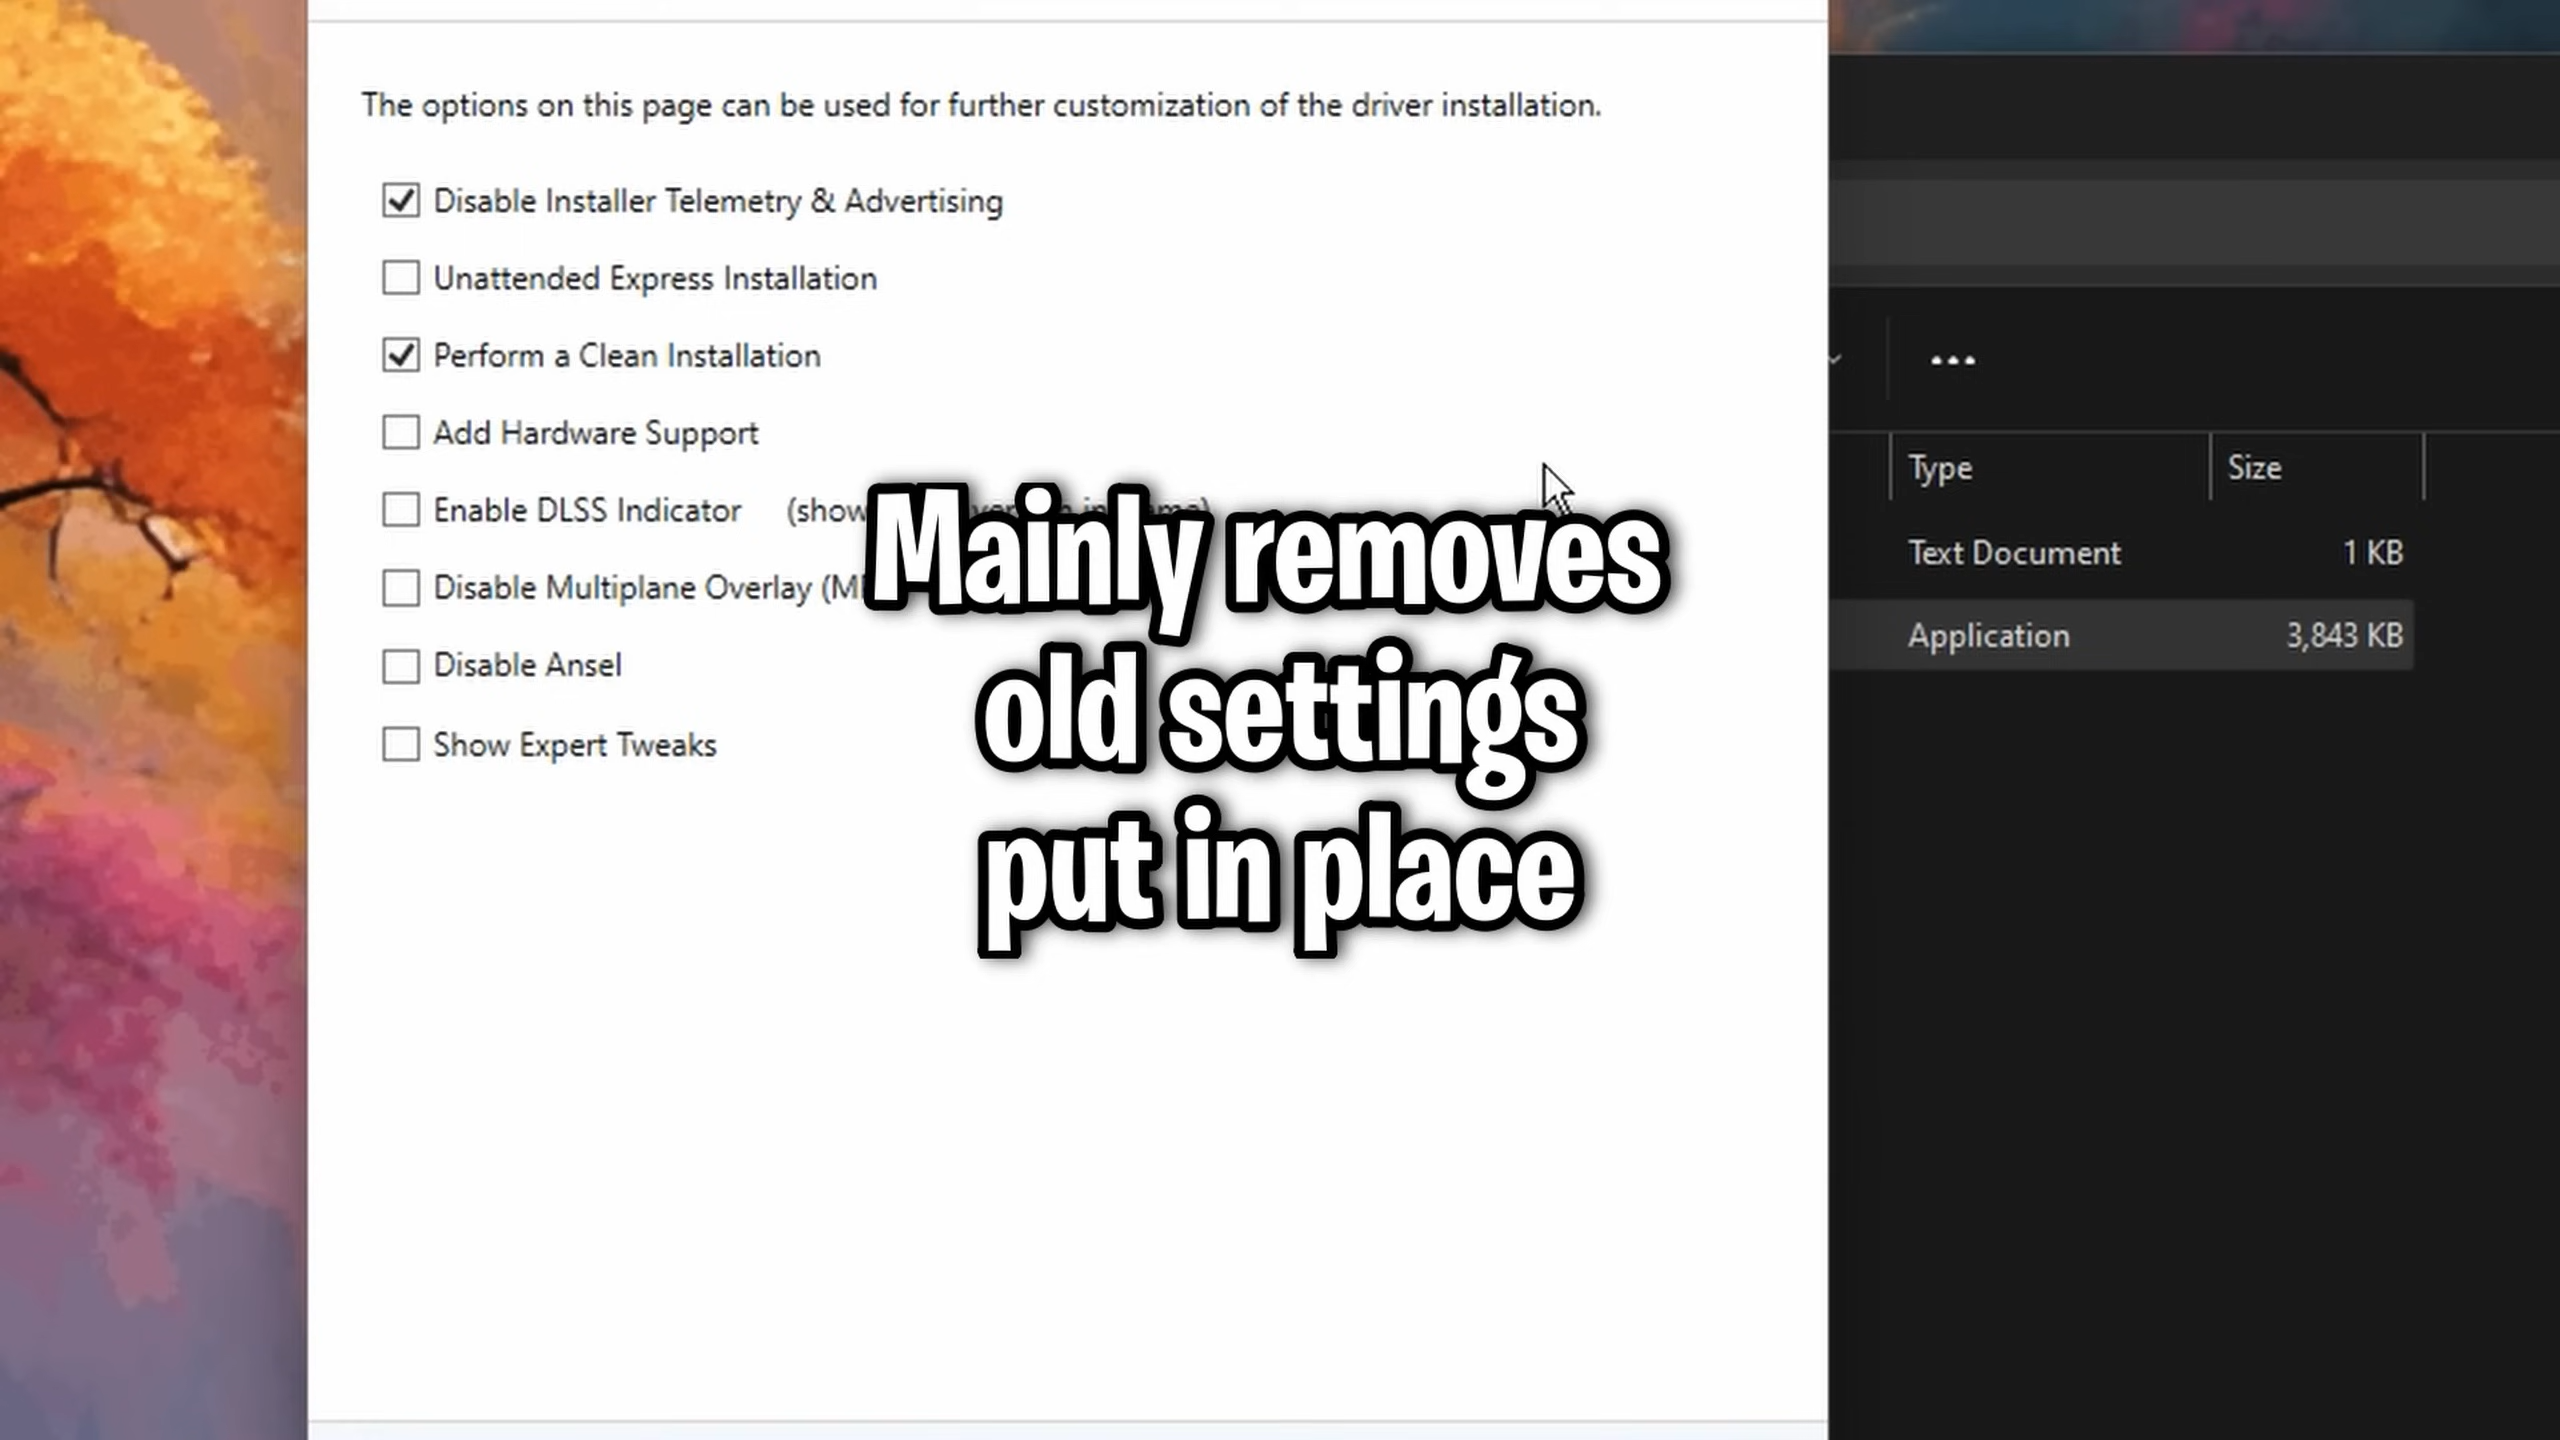 The options on this page can be used for further customization of the driver installation.
Disable Installer Telemetry & Advertising
Unattended Express Installation
Perform a Clean Installation
Add Hardware Support
Enable DLSS Indicator (show
Disable Multiplane Overlay
Disable Ansel
Show Expert Tweaks
Mainly removes
old settings
put in place
Type Size
Text Document 1 KB
Application 3,843 KB